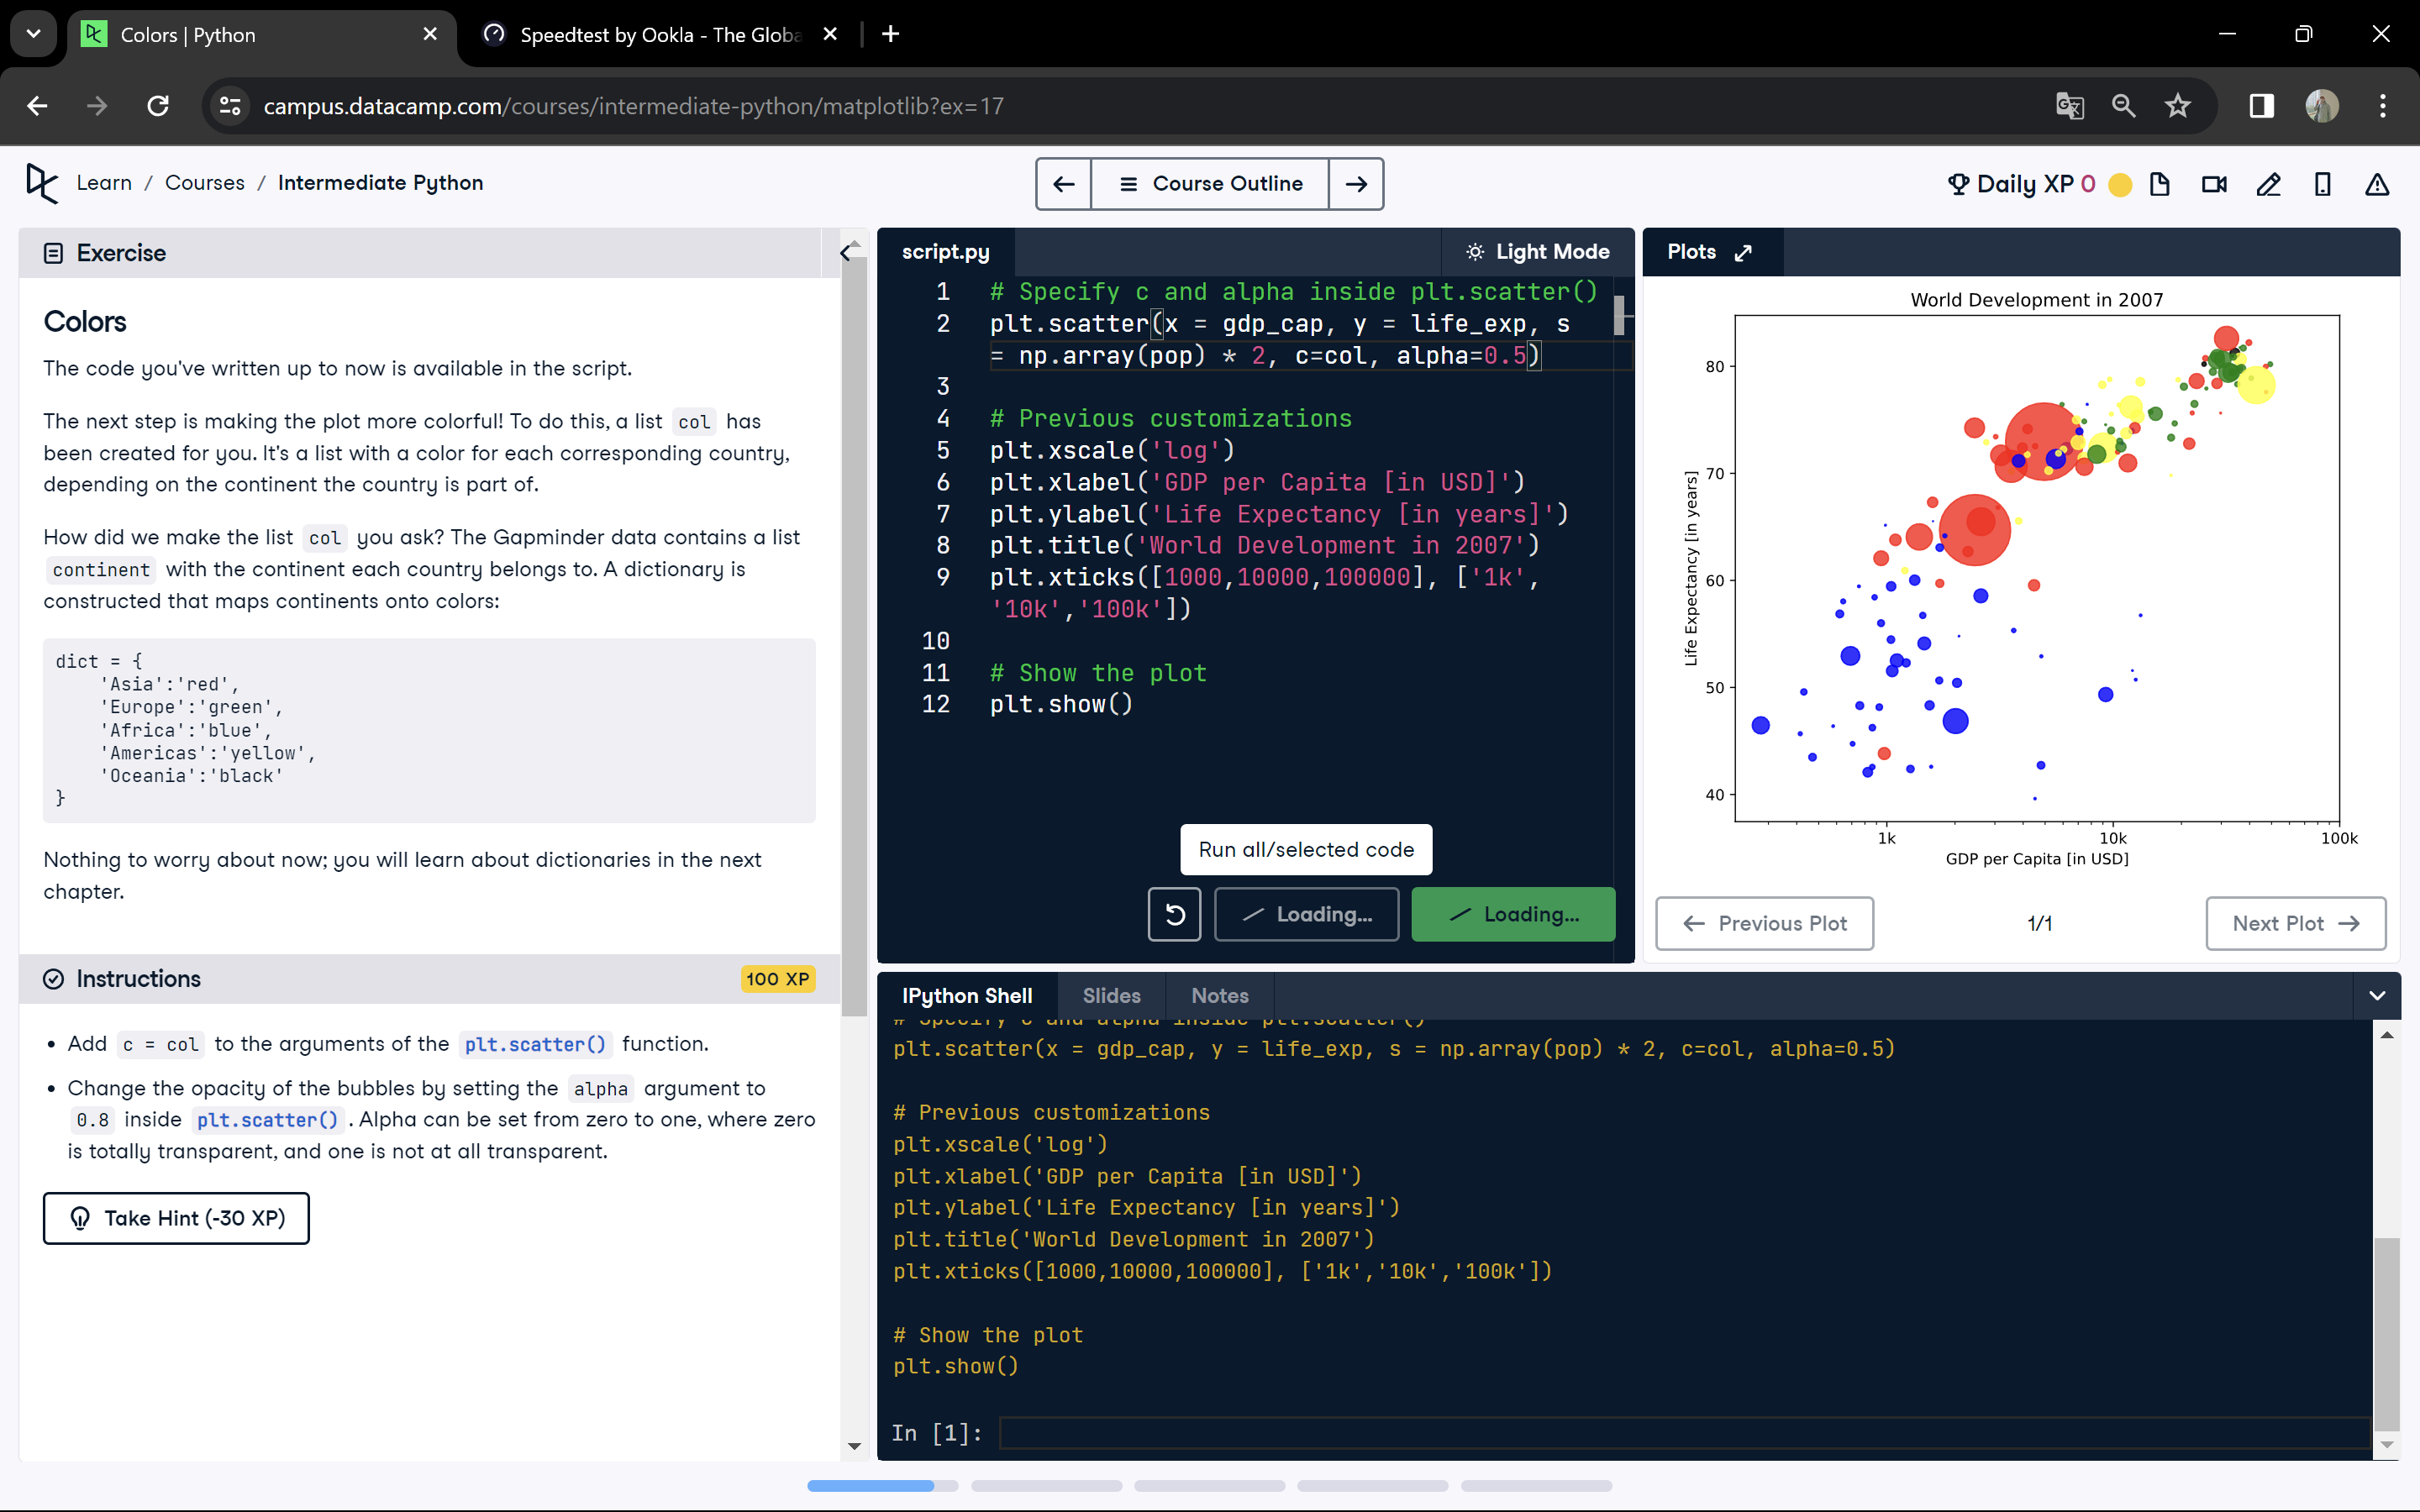 Colors | Python
Speedtest by Ookla - The Globa
campus.datacamp.com/courses/intermediate-python/matplotlib?ex=17
Learn / Courses / Intermediate Python
Course Outline
Daily XP 0
Exercise
Colors
The code you've written up to now is available in the script.
The next step is making the plot more colorful! To do this, a list col has
been created for you. It's a list with a color for each corresponding country,
depending on the continent the country is part of.
How did we make the list col you ask? The Gapminder data contains a list
continent with the continent each country belongs to. A dictionary is
constructed that maps continents onto colors:
dict = {
'Asia':'red',
'Europe':'green',
'Africa':'blue',
'Americas':'yellow',
'Oceania':'black'
}
Nothing to worry about now; you will learn about dictionaries in the next
chapter.
Instructions
100 XP
• Add c = col to the arguments of the plt.scatter() function.
• Change the opacity of the bubbles by setting the alpha argument to
0.8 inside plt.scatter(). Alpha can be set from zero to one, where zero
is totally transparent, and one is not at all transparent.
Take Hint (-30 XP)
script.py
Light Mode
1 # Specify c and alpha inside plt.scatter()
2 plt.scatter(x = gdp_cap, y = life_exp, s
= np.array(pop) * 2, c=col, alpha=0.5)
3
4 # Previous customizations
5 plt.xscale('log')
6 plt.xlabel('GDP per Capita [in USD]')
7 plt.ylabel('Life Expectancy [in years]')
8 plt.title('World Development in 2007')
9 plt.xticks([1000,10000,100000], ['1k',
'10k','100k'])
10
11 # Show the plot
12 plt.show()
Run all/selected code
Loading...
Loading...
Plots
World Development in 2007
Life Expectancy [in years]
80
70
60
50
40
1k
10k
100k
GDP per Capita [in USD]
Previous Plot
1/1
Next Plot
IPython Shell
Slides
Notes
# Specify c and alpha inside plt.scatter()
plt.scatter(x = gdp_cap, y = life_exp, s = np.array(pop) * 2, c=col, alpha=0.5)
# Previous customizations
plt.xscale('log')
plt.xlabel('GDP per Capita [in USD]')
plt.ylabel('Life Expectancy [in years]')
plt.title('World Development in 2007')
plt.xticks([1000,10000,100000], ['1k','10k','100k'])
# Show the plot
plt.show()
In [1]: